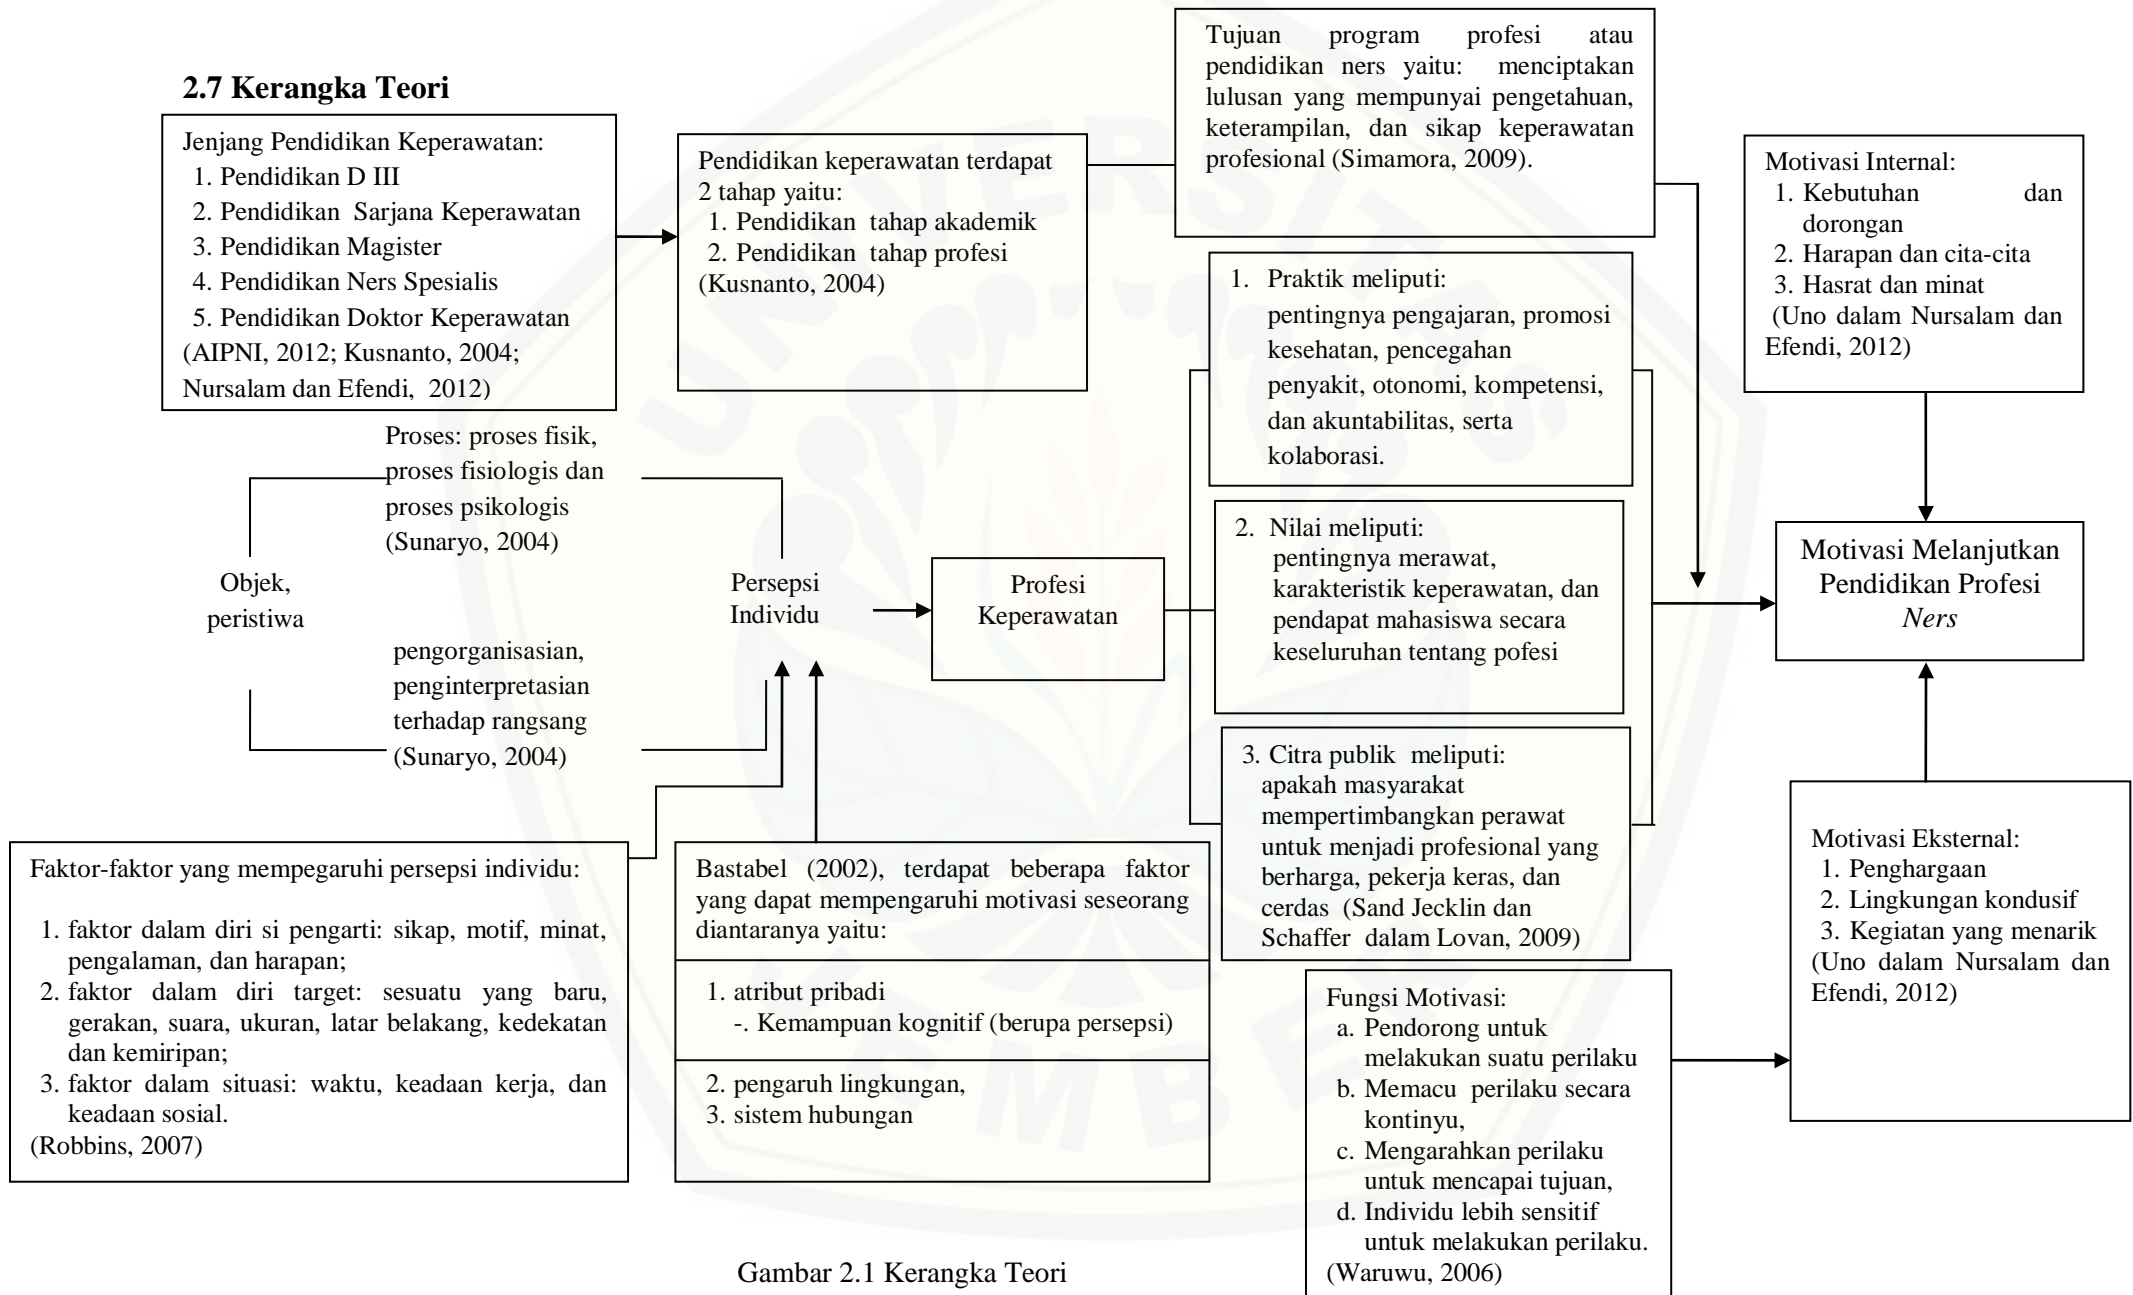 2.7 Kerangka Teori
Jenjang Pendidikan Keperawatan:
1. Pendidikan D III
2. Pendidikan Sarjana Keperawatan
3. Pendidikan Magister
4. Pendidikan Ners Spesialis
5. Pendidikan Doktor Keperawatan
(AIPNI, 2012; Kusnanto, 2004;
Nursalam dan Efendi, 2012)
Pendidikan keperawatan terdapat
2 tahap yaitu:
1. Pendidikan tahap akademik
2. Pendidikan tahap profesi
(Kusnanto, 2004)
Tujuan program profesi atau
pendidikan ners yaitu: menciptakan
lulusan yang mempunyai pengetahuan,
keterampilan, dan sikap keperawatan
profesional (Simamora, 2009).
Motivasi Internal:
1. Kebutuhan dan
dorongan
2. Harapan dan cita-cita
3. Hasrat dan minat
(Uno dalam Nursalam dan
Efendi, 2012)
1. Praktik meliputi:
pentingnya pengajaran, promosi
kesehatan, pencegahan
penyakit, otonomi, kompetensi,
dan akuntabilitas, serta
kolaborasi.
Proses: proses fisik,
proses fisiologis dan
proses psikologis
(Sunaryo, 2004)
Objek,
peristiwa
Persepsi
Individu
Profesi
Keperawatan
2. Nilai meliputi:
pentingnya merawat,
karakteristik keperawatan, dan
pendapat mahasiswa secara
keseluruhan tentang pofesi
Motivasi Melanjutkan
Pendidikan Profesi
Ners
pengorganisasian,
penginterpretasian
terhadap rangsang
(Sunaryo, 2004)
3. Citra publik meliputi:
apakah masyarakat
mempertimbangkan perawat
untuk menjadi profesional yang
berharga, pekerja keras, dan
cerdas (Sand Jecklin dan
Schaffer dalam Lovan, 2009)
Motivasi Eksternal:
1. Penghargaan
2. Lingkungan kondusif
3. Kegiatan yang menarik
(Uno dalam Nursalam dan
Efendi, 2012)
Faktor-faktor yang mempegaruhi persepsi individu:
1. faktor dalam diri si pengarti: sikap, motif, minat,
pengalaman, dan harapan;
2. faktor dalam diri target: sesuatu yang baru,
gerakan, suara, ukuran, latar belakang, kedekatan
dan kemiripan;
3. faktor dalam situasi: waktu, keadaan kerja, dan
keadaan sosial.
(Robbins, 2007)
Bastabel (2002), terdapat beberapa faktor
yang dapat mempengaruhi motivasi seseorang
diantaranya yaitu:
1. atribut pribadi
-. Kemampuan kognitif (berupa persepsi)
2. pengaruh lingkungan,
3. sistem hubungan
Fungsi Motivasi:
a. Pendorong untuk
melakukan suatu perilaku
b. Memacu perilaku secara
kontinyu,
c. Mengarahkan perilaku
untuk mencapai tujuan,
d. Individu lebih sensitif
untuk melakukan perilaku.
(Waruwu, 2006)
Gambar 2.1 Kerangka Teori
UNIVERSITAS
JEMBER